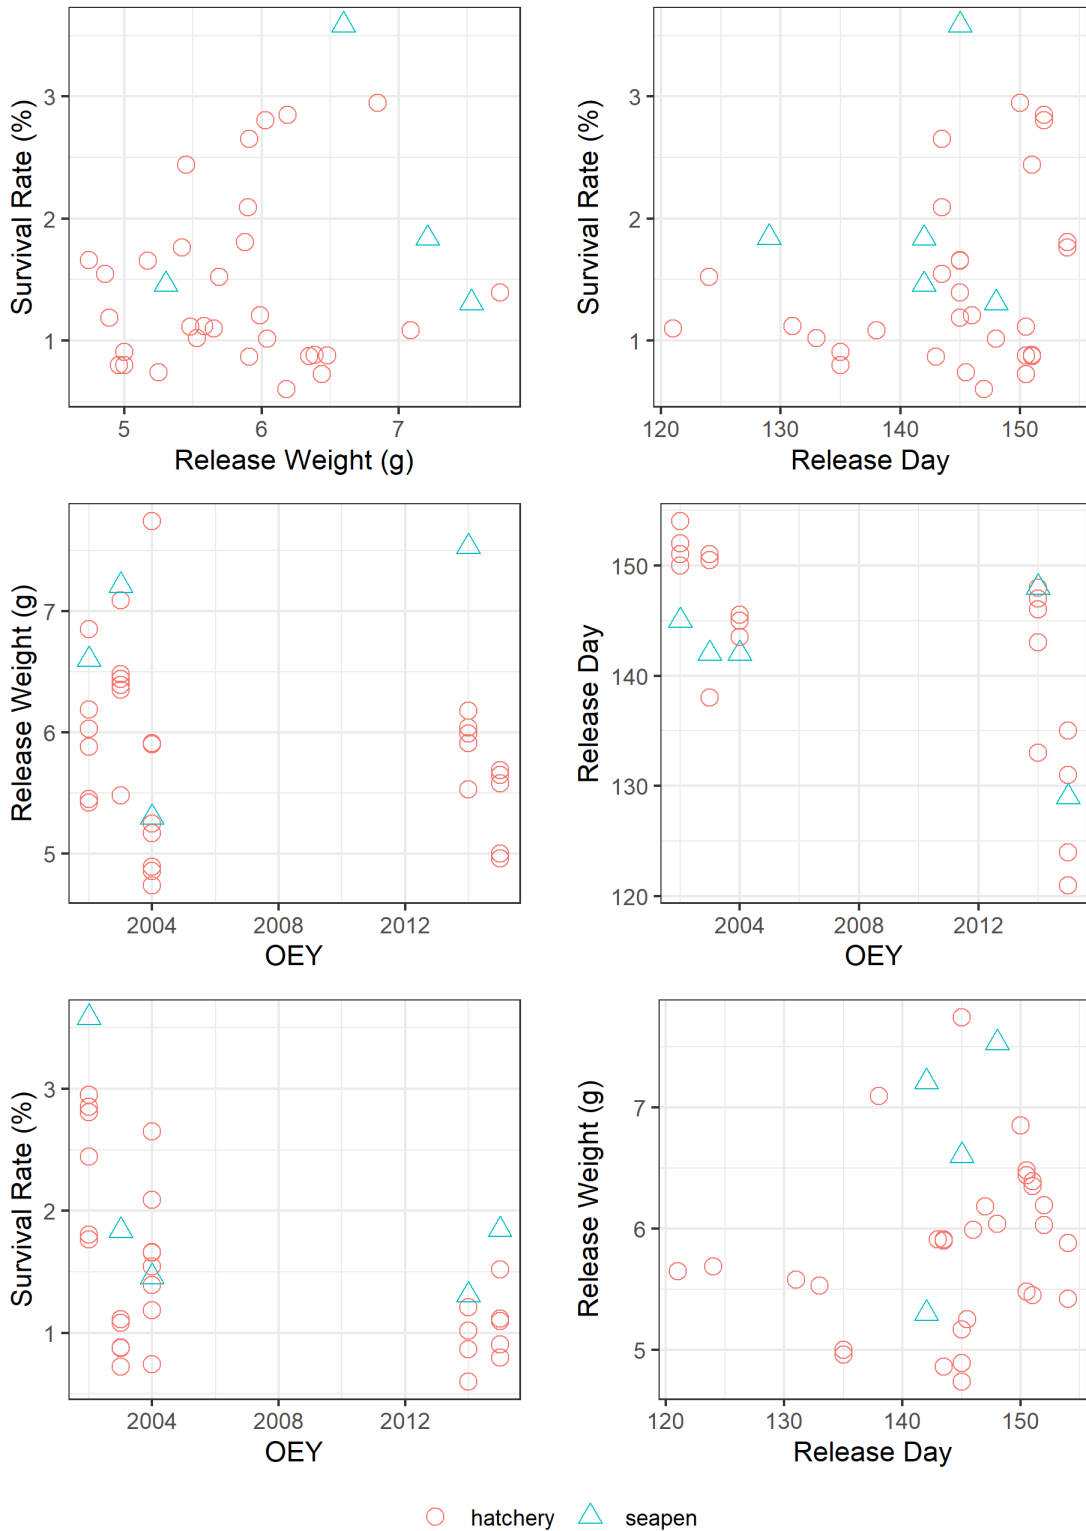 Survival Rate (%)
3
2
1
5 6 7
Release Weight (g)
Survival Rate (%)
3
2
1
120 130 140 150
Release Day
Release Weight (g)
7
6
5
2004 2008 2012
OEY
Release Day
150
140
130
120
2004 2008 2012
OEY
Survival Rate (%)
3
2
1
2004 2008 2012
OEY
Release Weight (g)
7
6
5
120 130 140 150
Release Day
hatchery seapen